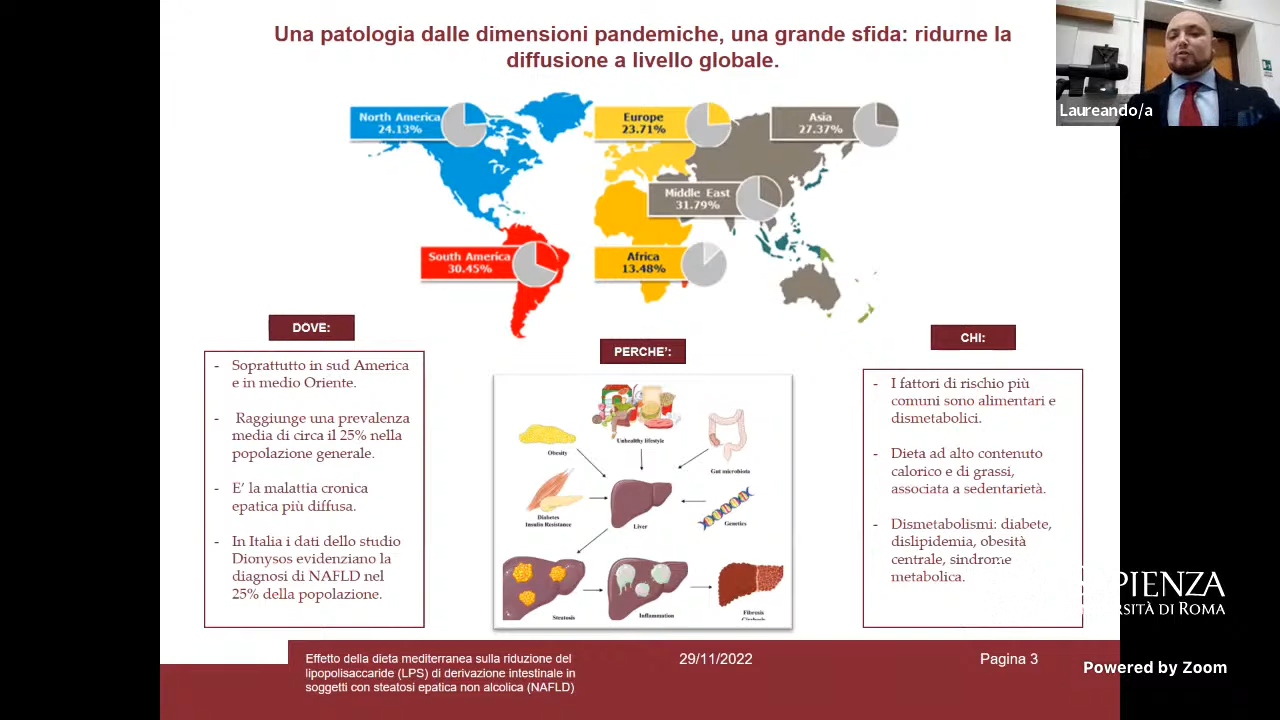 Una patologia dalle dimensioni pandemiche, una grande sfida: ridurne la
diffusione a livello globale.
Laureando/a
North America
24.13%
Europe
23.71%
Asia
27.37%
Middle East
31.79%
South America
30.45%
Africa
13.48%
DOVE:
- Soprattutto in sud America
e in medio Oriente.
- Raggiunge una prevalenza
media di circa il 25% nella
popolazione generale.
- E’ la malattia cronica
epatica più diffusa.
- In Italia i dati dello studio
Dionysos evidenziano la
diagnosi di NAFLD nel
25% della popolazione.
PERCHE’:
Unhealthy lifestyle
Obesity
Gut microbiota
Diabetes
Insulin Resistance
Liver
Genetics
Steatosis
Inflammation
Fibrosis
CHI:
- I fattori di rischio più
comuni sono alimentari e
dismetabolici.
- Dieta ad alto contenuto
calorico e di grassi,
associata a sedentarietà.
- Dismetabolismi: diabete,
dislipidemia, obesità
centrale, sindrome
metabolica.
PIENZA
RSITÀ DI ROMA
Effetto della dieta mediterranea sulla riduzione del
lipopolisaccaride (LPS) di derivazione intestinale in
soggetti con steatosi epatica non alcolica (NAFLD)
29/11/2022
Pagina 3
Powered by Zoom